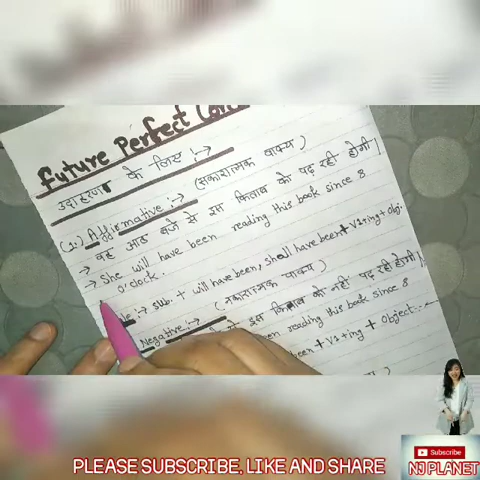 Future Perfect
उदाहरण के लिए :→
(1.) Affirmative :→ (सकारात्मक वाक्य)
→ वह आठ बजे से इस किताब को पढ़ रही होगी।
→ She will have been reading this book since 8
o'clock.
:→ sub. + will have been, shall have been + V1+ing + obj.
Negative :→ (नकारात्मक वाक्य)
से इस किताब को नहीं पढ़ रही होगी।
reading this book since 8
+ V1+ing + Object
Subscribe
NJ PLANET
PLEASE SUBSCRIBE, LIKE AND SHARE